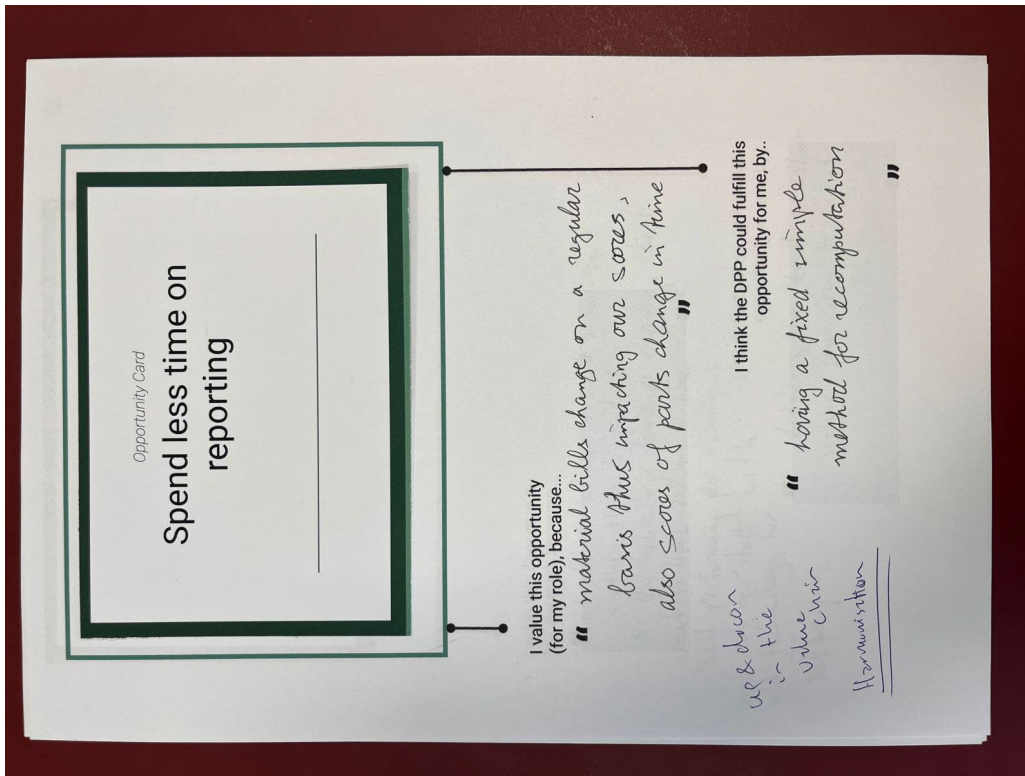 Opportunity Card
Spend less time on
reporting
I value this opportunity
(for my role), because...
“ material bills change on a regular
basis thus impacting our scores,
also scores of parts change in time
”
I think the DPP could fulfill this
opportunity for me, by..
“ having a fixed simple
method for recomputation
”
up & down
in the
value chain
Harmonisation